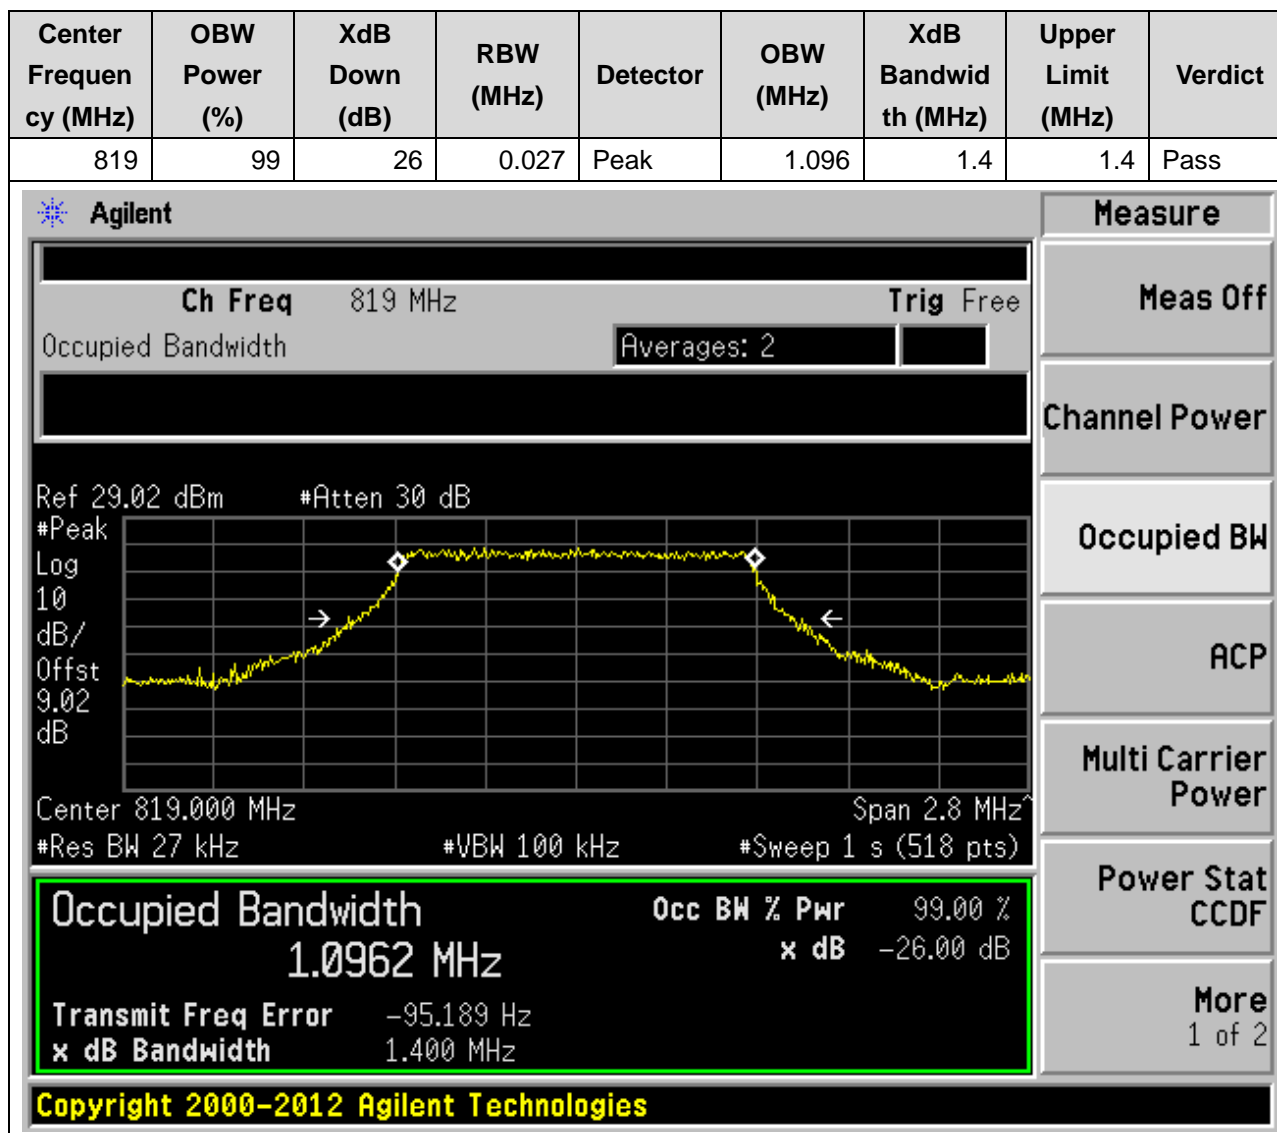 Center Frequen cy (MHz) OBW Power (%) XdB Down (dB) RBW (MHz) Detector OBW (MHz) XdB Bandwid th (MHz) Upper Limit (MHz) Verdict
819 99 26 0.027 Peak 1.096 1.4 1.4 Pass
Agilent
Measure
Ch Freq 819 MHz Trig Free
Meas Off
Occupied Bandwidth Averages: 2
Channel Power
Ref 29.02 dBm #Atten 30 dB
#Peak
Log
10
dB/
Offst
9.02
dB
Occupied BW
ACP
Multi Carrier
Power
Center 819.000 MHz Span 2.8 MHz^
#Res BW 27 kHz #VBW 100 kHz #Sweep 1 s (518 pts)
Power Stat
CCDF
Occupied Bandwidth Occ BW % Pwr 99.00 %
1.0962 MHz x dB -26.00 dB
Transmit Freq Error -95.189 Hz
x dB Bandwidth 1.400 MHz
More
1 of 2
Copyright 2000-2012 Agilent Technologies